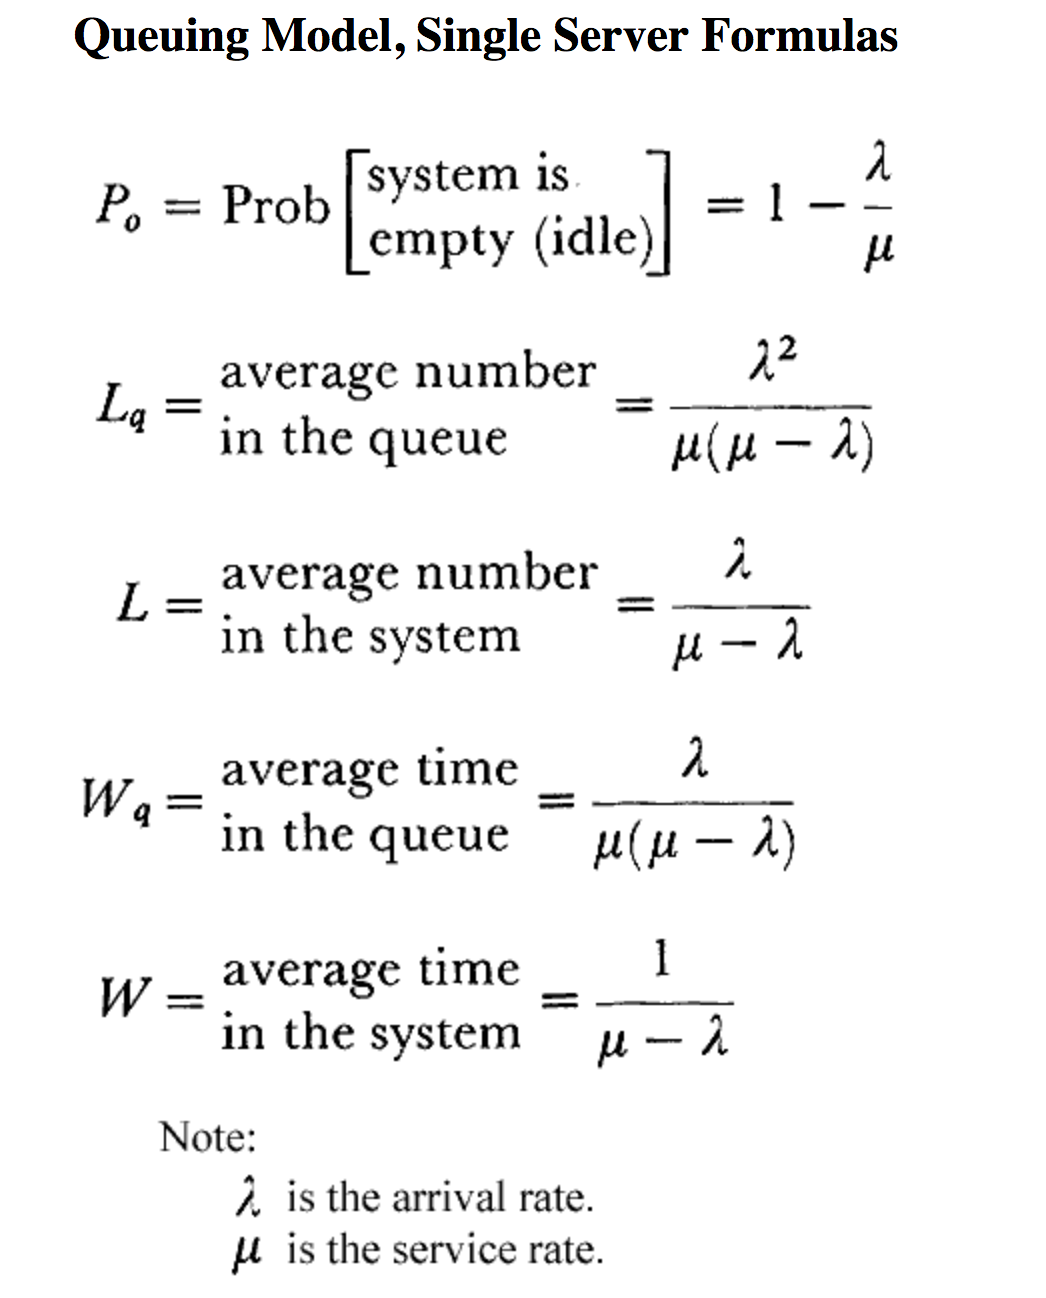 Queuing Model, Single Server Formulas
Pₒ = Prob [system is empty (idle)] = 1 − λ/μ
L_q = average number in the queue = λ²/μ(μ − λ)
L = average number in the system = λ/μ − λ
W_q = average time in the queue = λ/μ(μ − λ)
W = average time in the system = 1/μ − λ
Note:
λ is the arrival rate.
μ is the service rate.